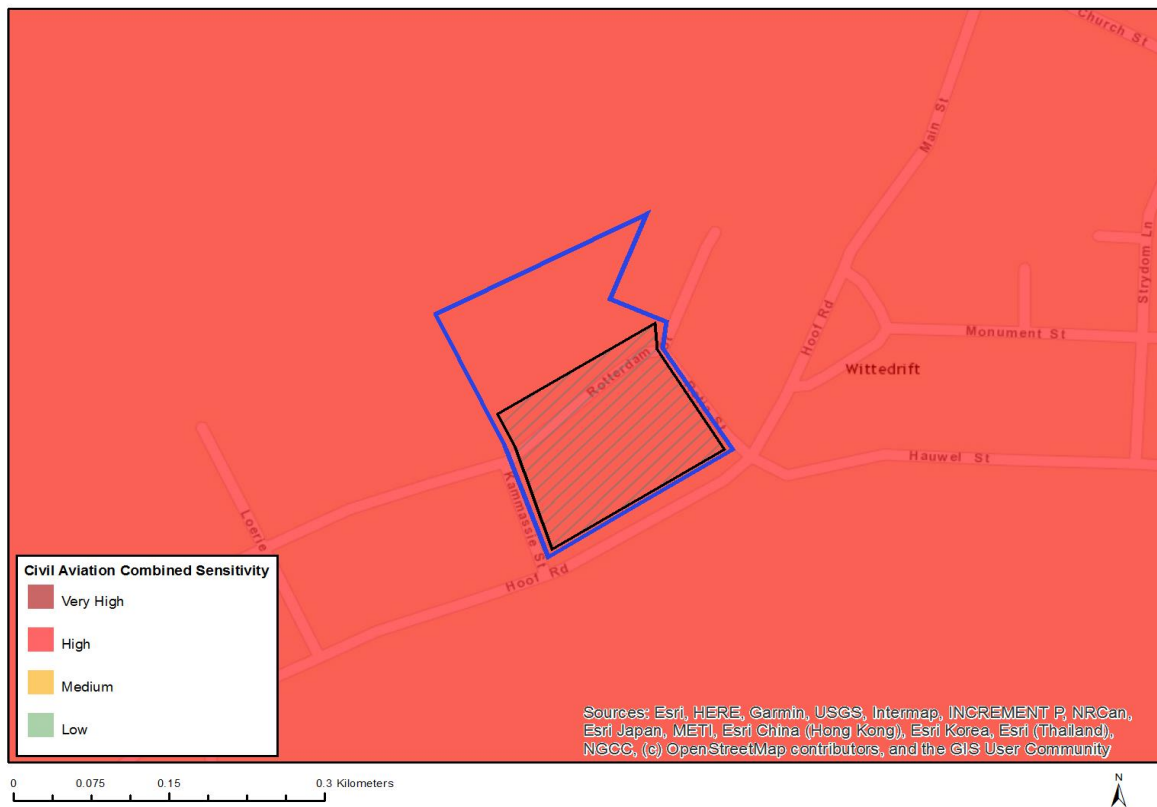 Church St
Main St
Strydom Ln
Hoof Rd
Monument St
Rotterdam St
Wittedrift
Hauwel St
Kammassie St
Loerie
Hoof Rd
Civil Aviation Combined Sensitivity
Very High
High
Medium
Low
Sources: Esri, HERE, Garmin, USGS, Intermap, INCREMENT P, NRCan,
Esri Japan, METI, Esri China (Hong Kong), Esri Korea, Esri (Thailand),
NGCC, (c) OpenStreetMap contributors, and the GIS User Community
0 0.075 0.15 0.3 Kilometers
N